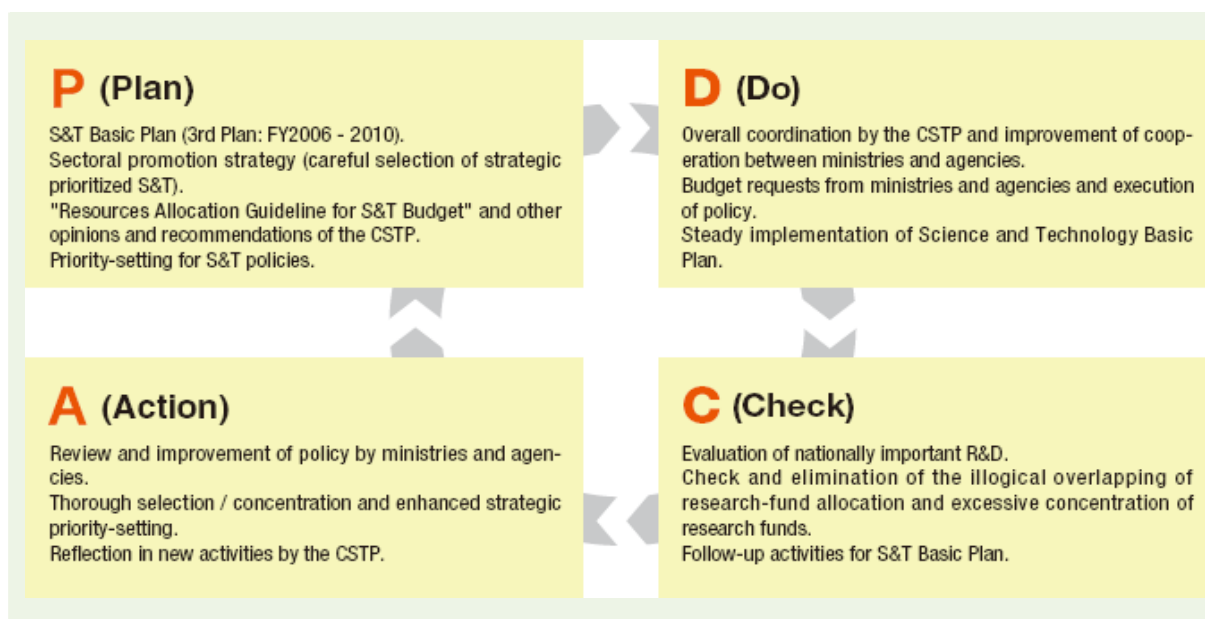 P (Plan)
S&T Basic Plan (3rd Plan: FY2006 - 2010).
Sectoral promotion strategy (careful selection of strategic
prioritized S&T).
"Resources Allocation Guideline for S&T Budget" and other
opinions and recommendations of the CSTP.
Priority-setting for S&T policies.
D (Do)
Overall coordination by the CSTP and improvement of coop-
eration between ministries and agencies.
Budget requests from ministries and agencies and execution
of policy.
Steady implementation of Science and Technology Basic
Plan.
A (Action)
Review and improvement of policy by ministries and agen-
cies.
Thorough selection / concentration and enhanced strategic
priority-setting.
Reflection in new activities by the CSTP.
C (Check)
Evaluation of nationally important R&D.
Check and elimination of the illogical overlapping of
research-fund allocation and excessive concentration of
research funds.
Follow-up activities for S&T Basic Plan.